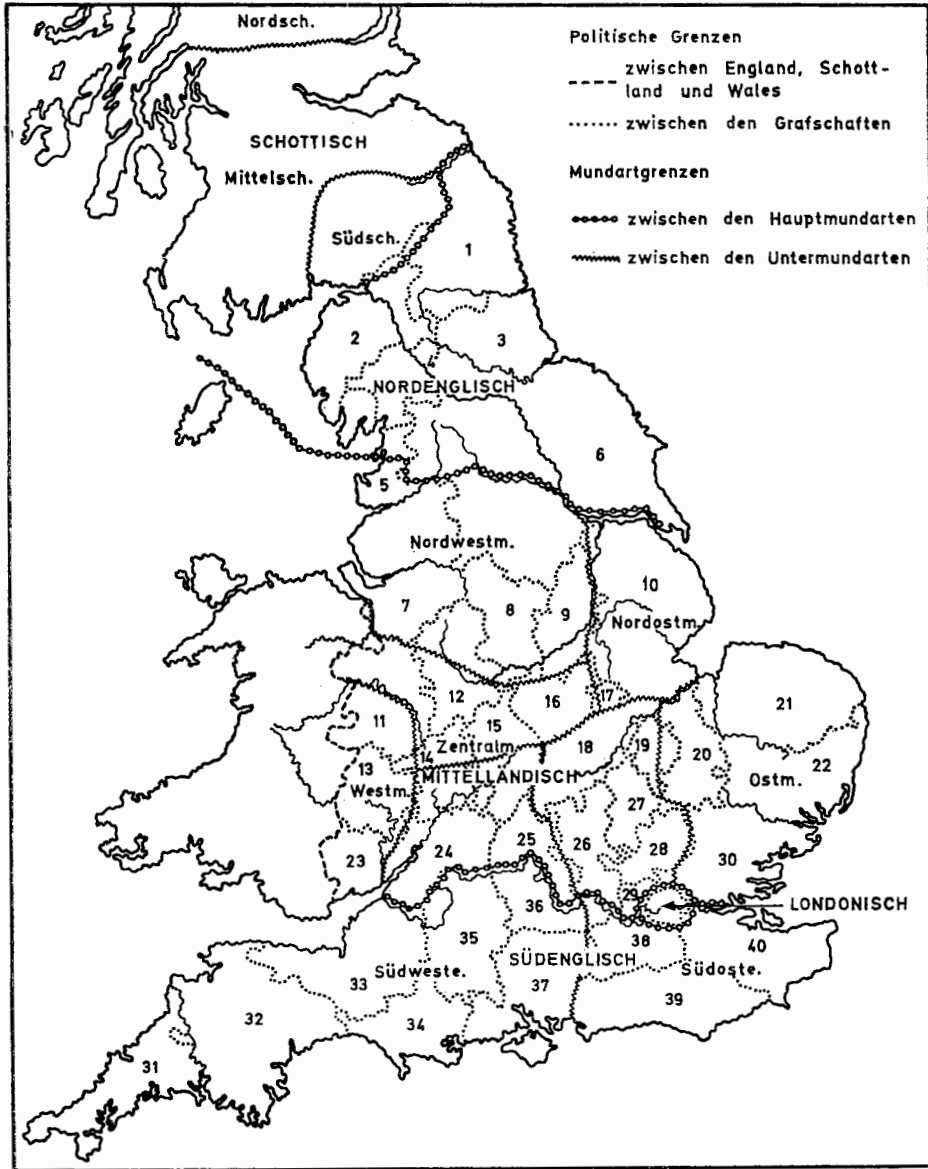 Nordsch.
Politische Grenzen
zwischen England, Schott-
land und Wales
zwischen den Grafschaften
Mundartgrenzen
zwischen den Hauptmundarten
zwischen den Untermundarten
SCHOTTISCH
Mittelsch.
Südsch.
1
2
3
4
NORDENGLISCH
6
5
Nordwestm.
10
7
8
9
Nordostm.
12
16
17
21
11
15
14
Zentralm.
18
19
20
13
MITTELLÄNDISCH
Westm.
Ostm.
22
27
23
24
25
26
28
30
29
36
LONDONISCH
35
38
40
33
Südweste.
SÜDENGLISCH
Südoste.
37
39
32
34
31